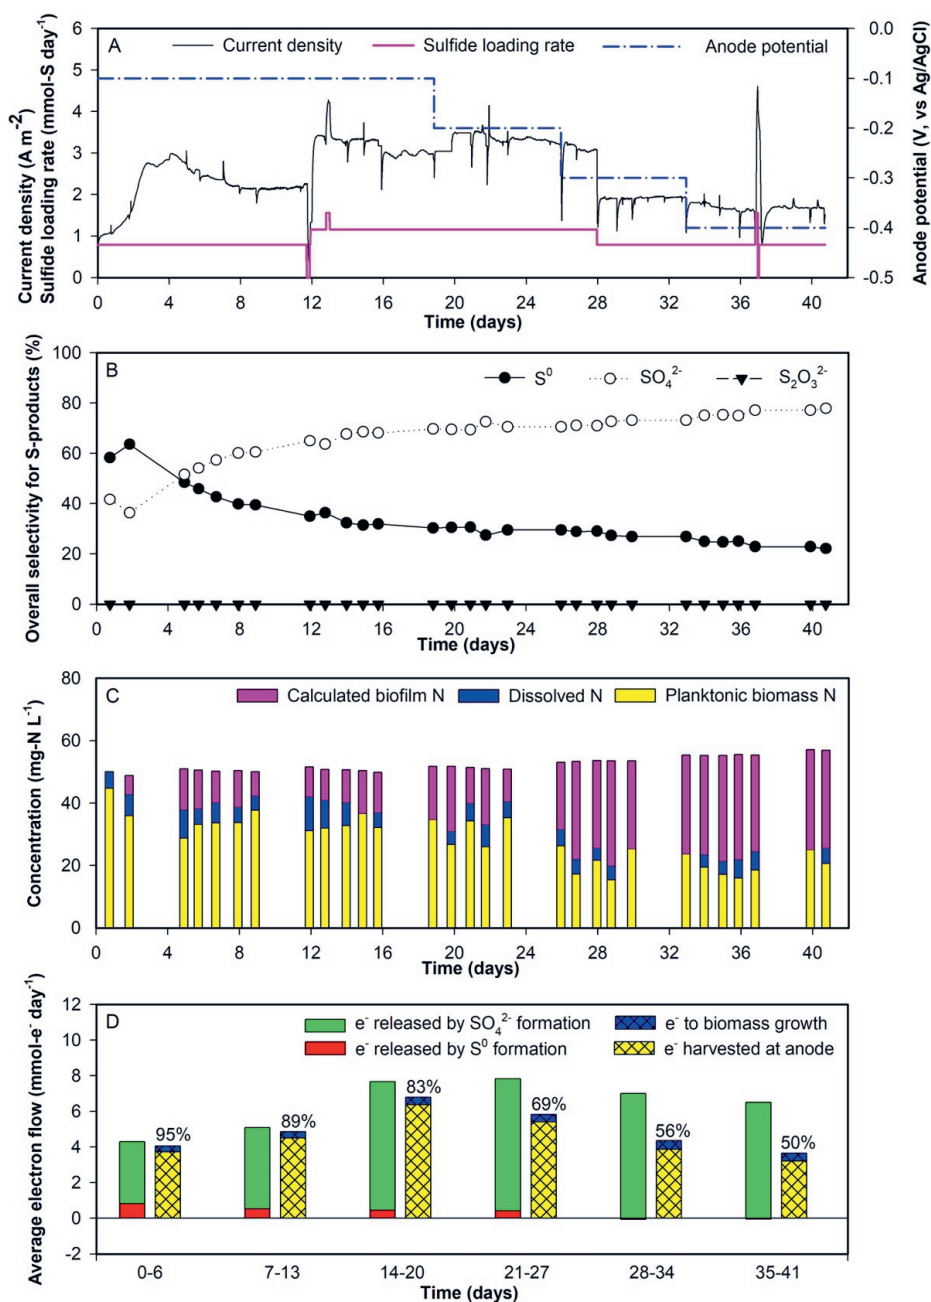 A
Current density
Sulfide loading rate
Anode potential
Current density (A m⁻²)
Sulfide loading rate (mmol-S day⁻¹)
6
5
4
3
2
1
0
0.0
-0.1
-0.2
-0.3
-0.4
-0.5
Anode potential (V, vs Ag/AgCl)
0 4 8 12 16 20 24 28 32 36 40
Time (days)
B
S⁰
SO₄²⁻
S₂O₃²⁻
Overall selectivity for S-products (%)
100
80
60
40
20
0
0 4 8 12 16 20 24 28 32 36 40
Time (days)
C
Calculated biofilm N
Dissolved N
Planktonic biomass N
Concentration (mg-N L⁻¹)
80
60
40
20
0
0 4 8 12 16 20 24 28 32 36 40
Time (days)
D
e⁻ released by SO₄²⁻ formation
e⁻ to biomass growth
e⁻ released by S⁰ formation
e⁻ harvested at anode
Average electron flow (mmol-e⁻ day⁻¹)
12
10
8
6
4
2
0
-2
95%
89%
83%
69%
56%
50%
0-6 7-13 14-20 21-27 28-34 35-41
Time (days)